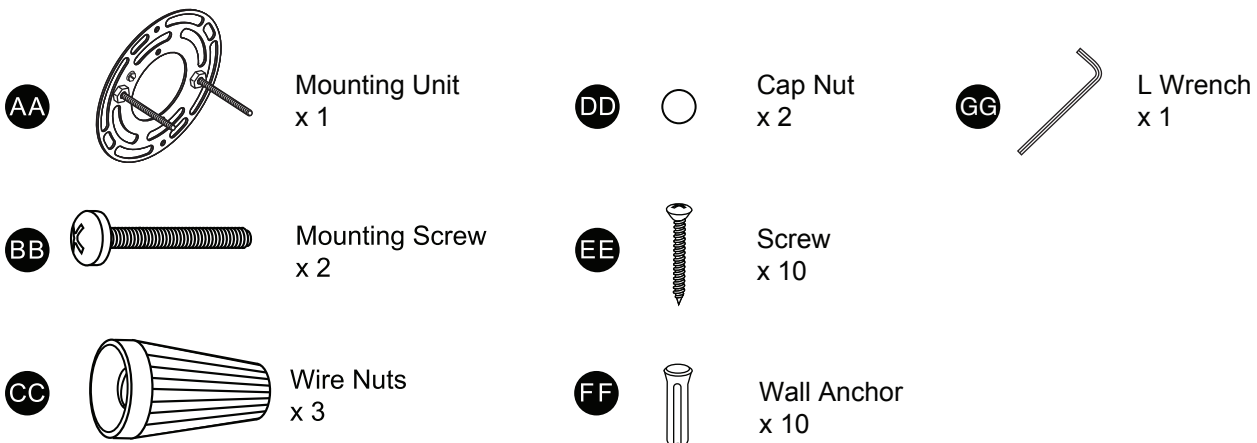 AA
Mounting Unit
x 1
BB
Mounting Screw
x 2
CC
Wire Nuts
x 3
DD
Cap Nut
x 2
EE
Screw
x 10
FF
Wall Anchor
x 10
GG
L Wrench
x 1